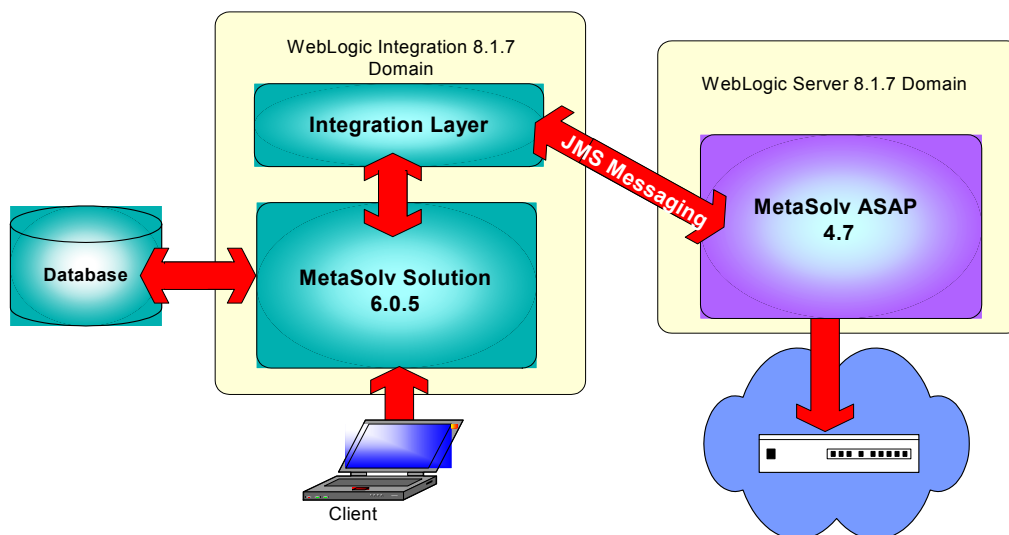 WebLogic Integration 8.1.7
Domain
Integration Layer
WebLogic Server 8.1.7 Domain
JMS Messaging
MetaSolv ASAP
4.7
Database
MetaSolv Solution
6.0.5
Client